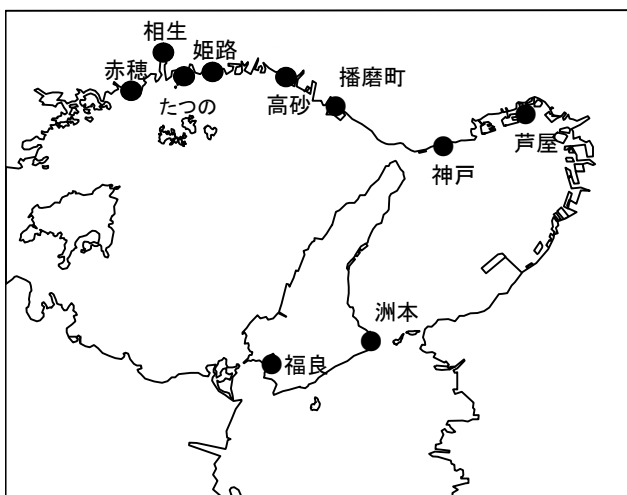 相生
赤穂
姫路
たつの
高砂
播磨町
神戸
芦屋
洲本
福良